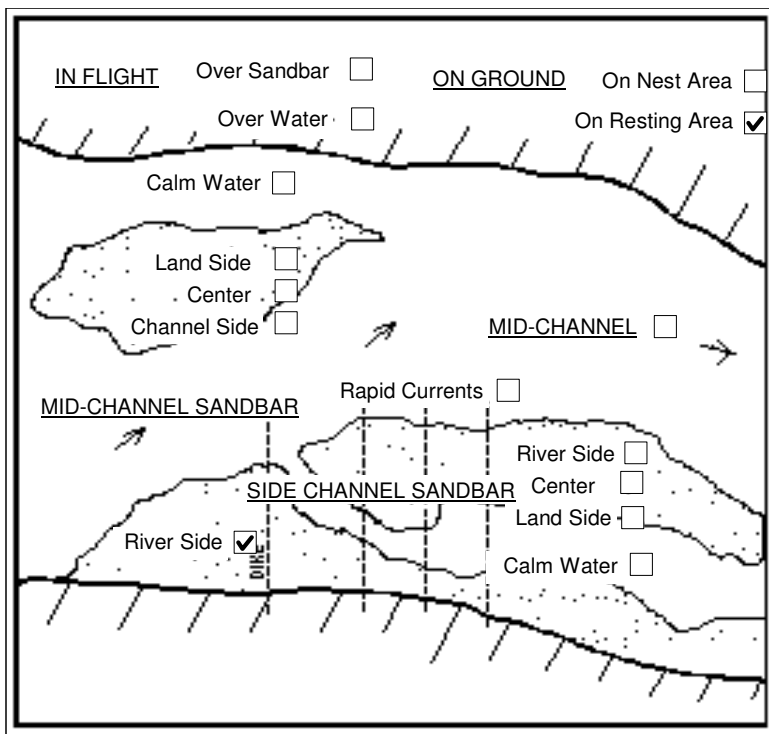 IN FLIGHT Over Sandbar ON GROUND On Nest Area
Over Water On Resting Area
Calm Water
Land Side
Center
Channel Side
MID-CHANNEL
Rapid Currents
MID-CHANNEL SANDBAR
River Side
SIDE CHANNEL SANDBAR Center
Land Side
River Side
DIKE
Calm Water